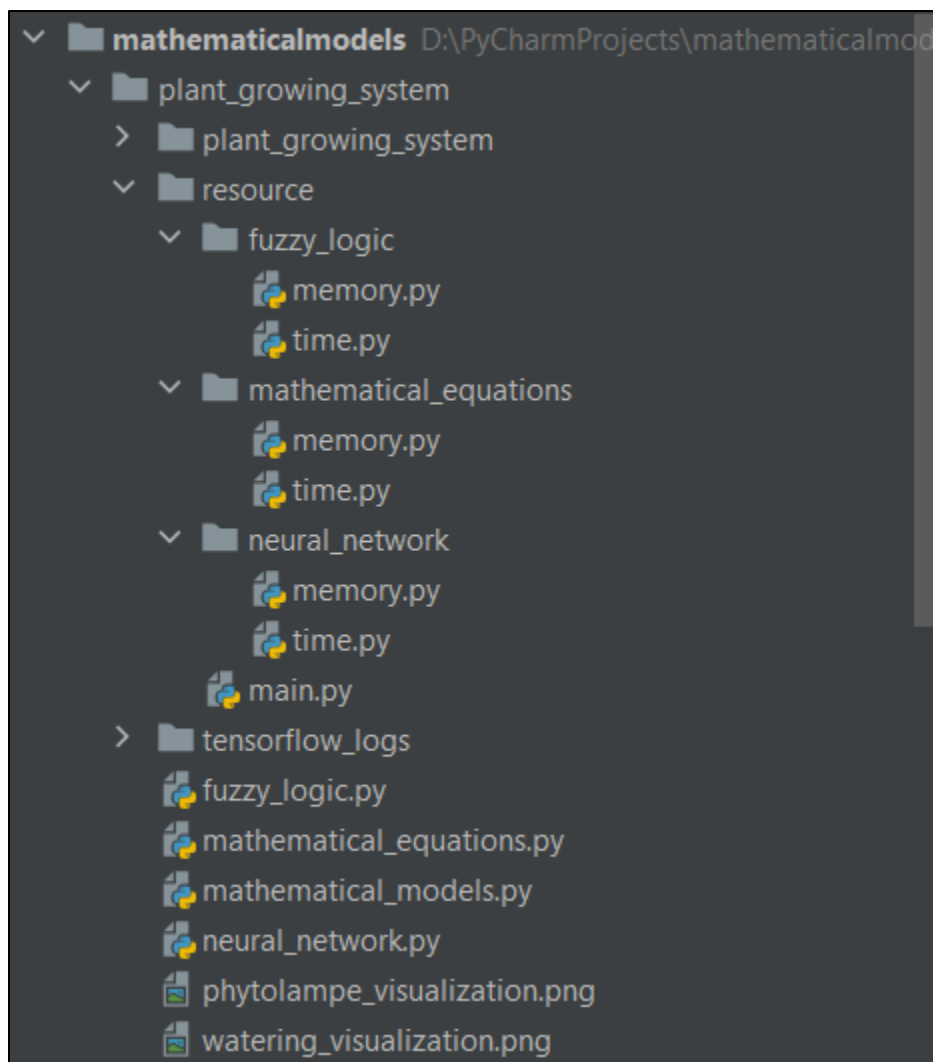 mathematicalmodels D:\PyCharmProjects\mathematicalmod
plant_growing_system
plant_growing_system
resource
fuzzy_logic
memory.py
time.py
mathematical_equations
memory.py
time.py
neural_network
memory.py
time.py
main.py
tensorflow_logs
fuzzy_logic.py
mathematical_equations.py
mathematical_models.py
neural_network.py
phytolampe_visualization.png
watering_visualization.png